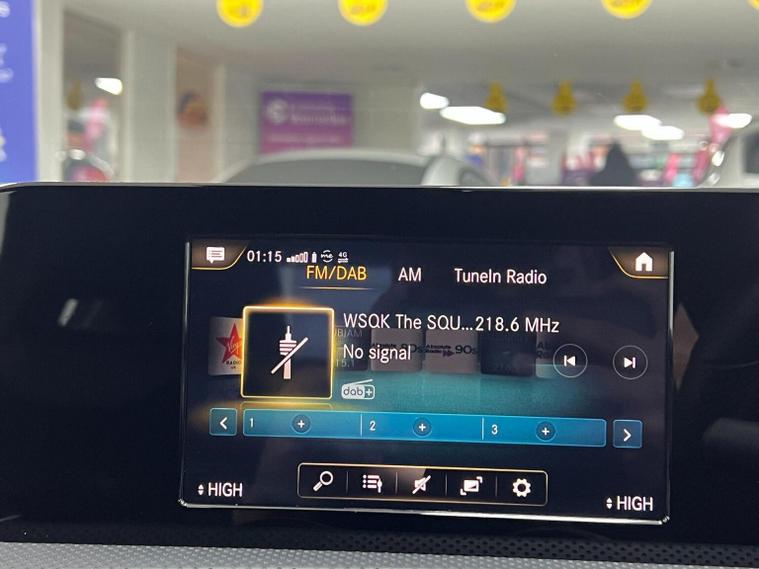 01:15 me 4G
FM/DAB AM TuneIn Radio
WSQK The SQU...218.6 MHz
No signal
dab+
1 + 2 + 3 +
HIGH
HIGH